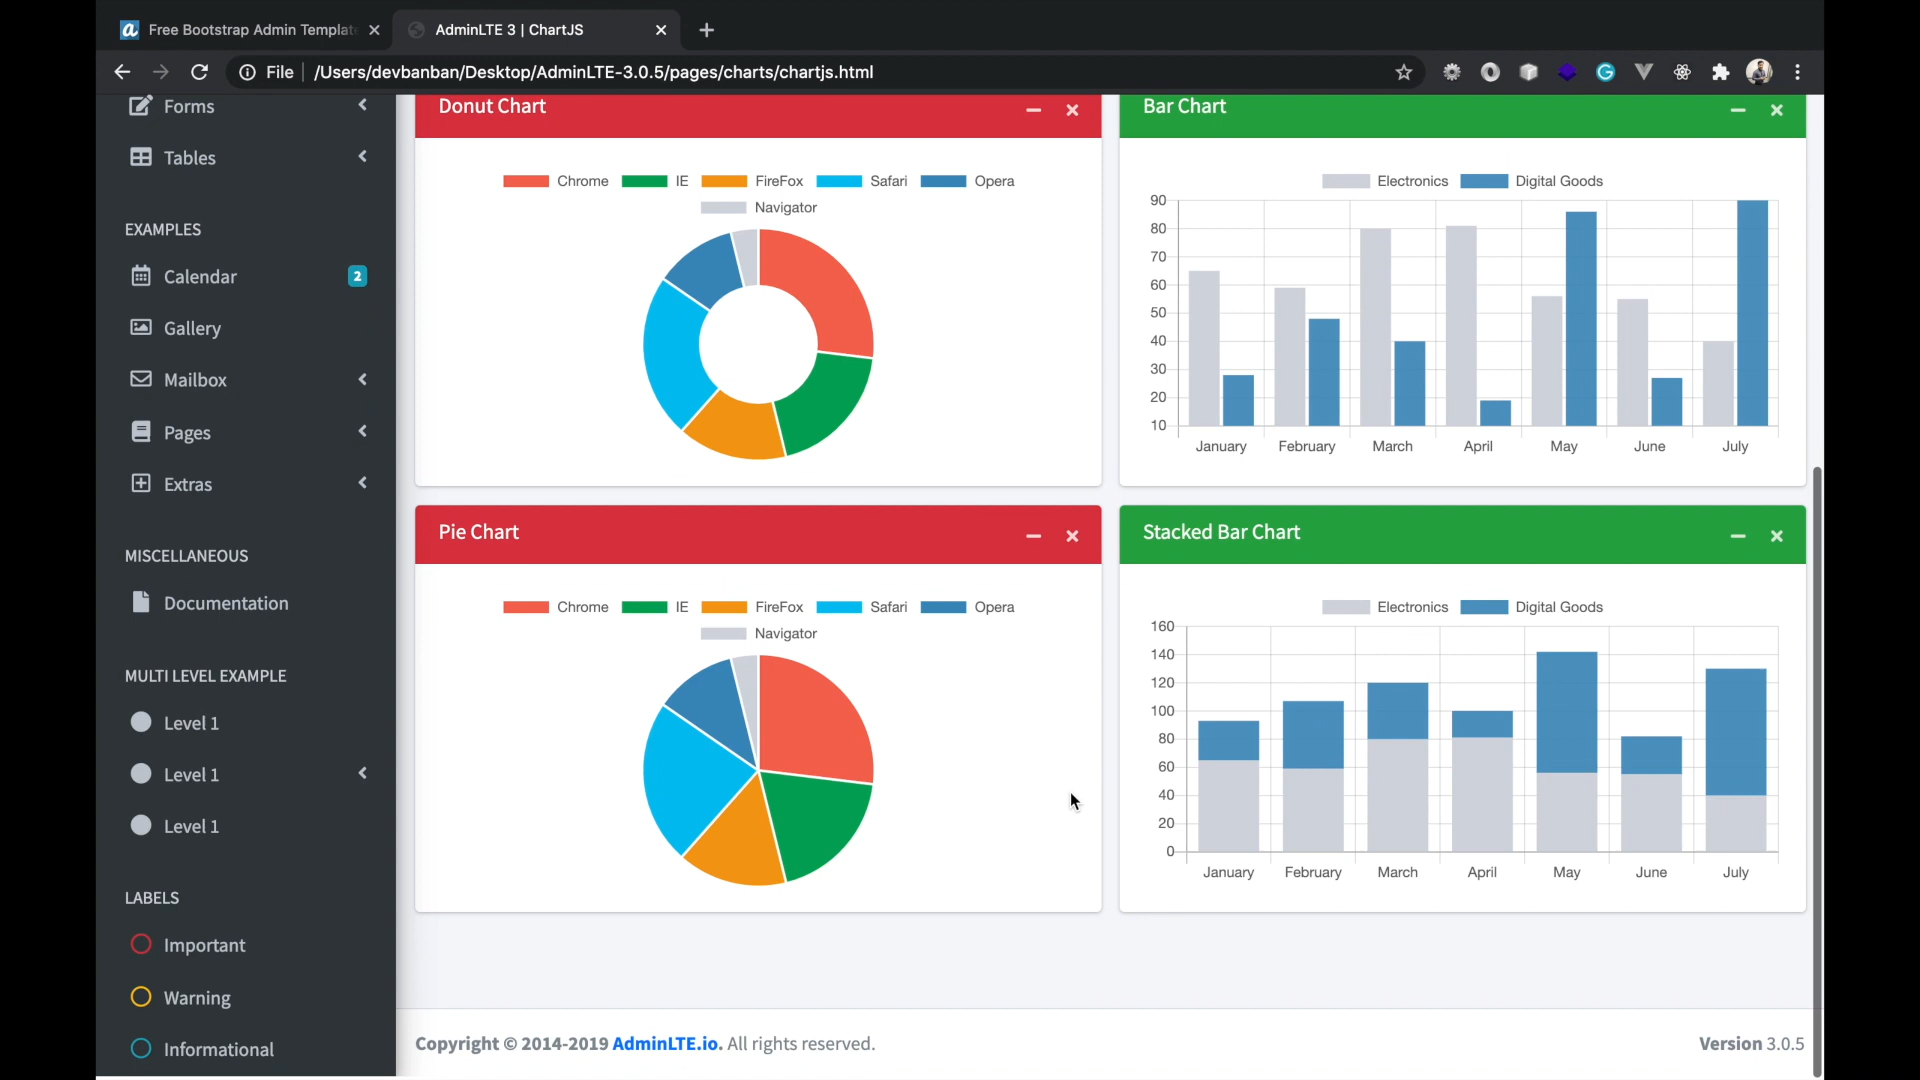 Free Bootstrap Admin Templat
AdminLTE 3 | ChartJS
File
/Users/devbanban/Desktop/AdminLTE-3.0.5/pages/charts/chartjs.html
Forms
Tables
EXAMPLES
Calendar 2
Gallery
Mailbox
Pages
Extras
MISCELLANEOUS
Documentation
MULTI LEVEL EXAMPLE
Level 1
Level 1
Level 1
LABELS
Important
Warning
Informational
Donut Chart
Chrome IE FireFox Safari Opera
Navigator
Bar Chart
Electronics Digital Goods
90
80
70
60
50
40
30
20
10
January February March April May June July
Pie Chart
Chrome IE FireFox Safari Opera
Navigator
Stacked Bar Chart
Electronics Digital Goods
160
140
120
100
80
60
40
20
0
January February March April May June July
Copyright © 2014-2019 AdminLTE.io. All rights reserved.
Version 3.0.5